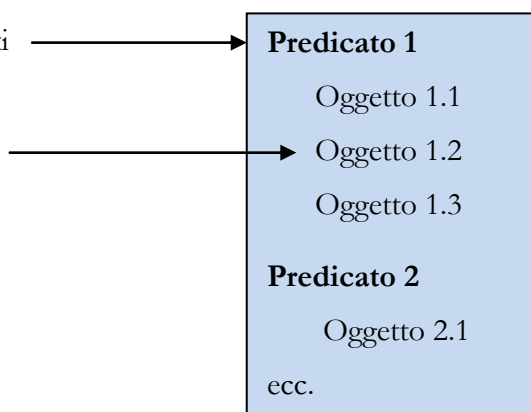 Predicato 1
Oggetto 1.1
Oggetto 1.2
Oggetto 1.3
Predicato 2
Oggetto 2.1
ecc.